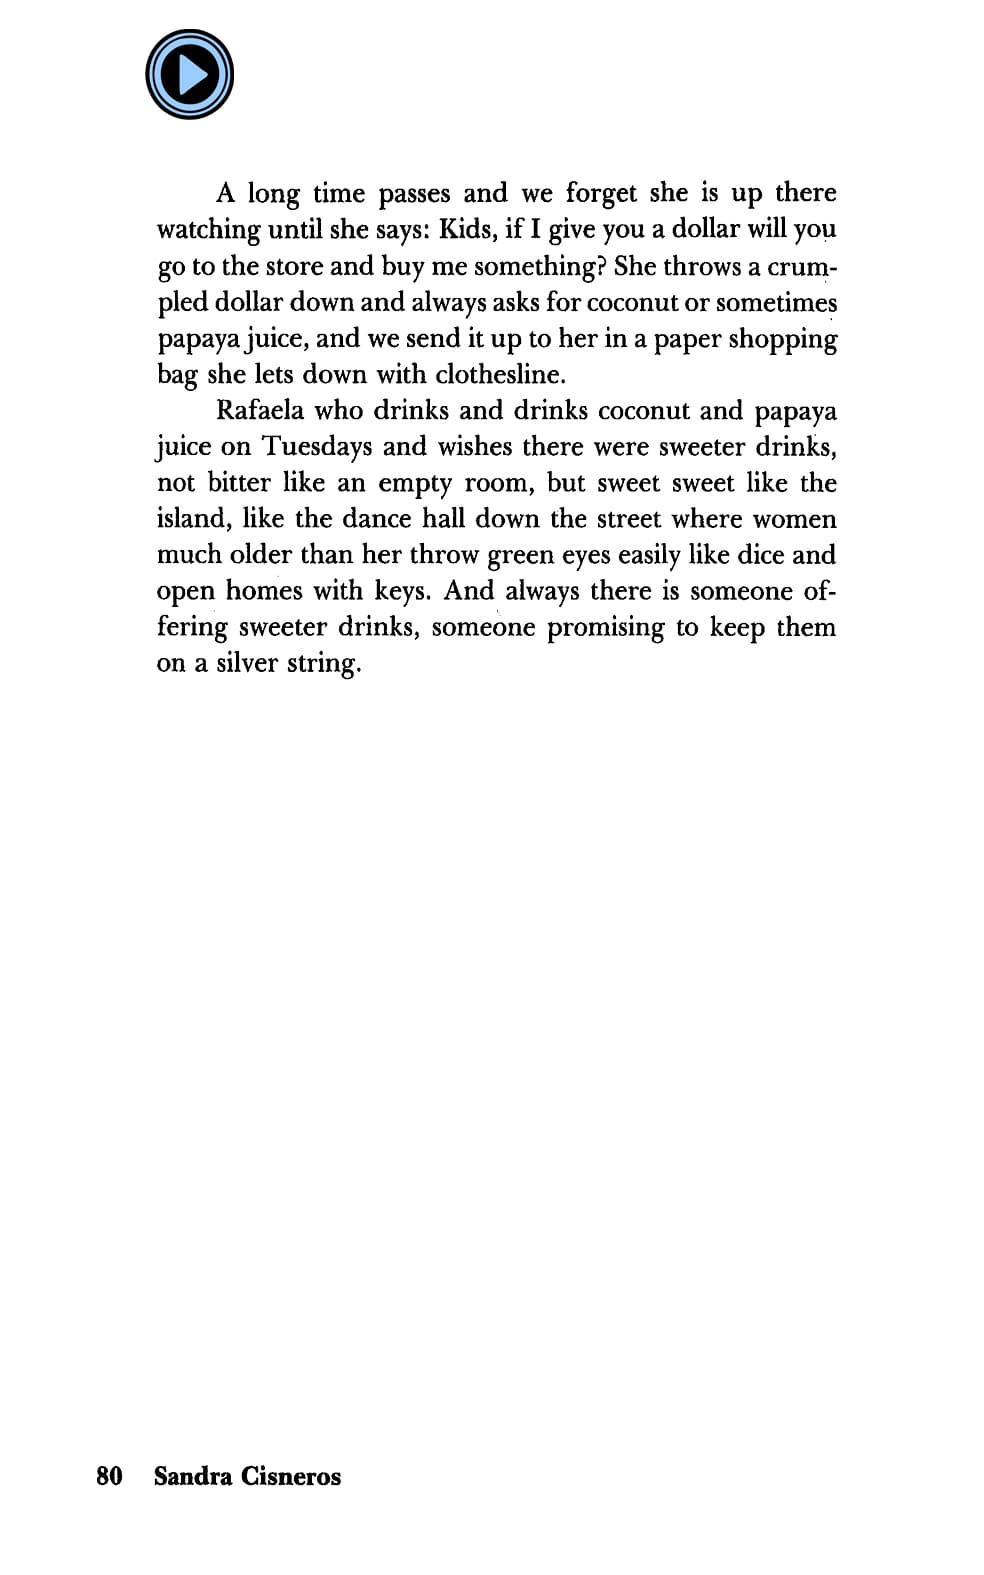 A long time passes and we forget she is up there
watching until she says: Kids, if I give you a dollar will you
go to the store and buy me something? She throws a crum-
pled dollar down and always asks for coconut or sometimes
papaya juice, and we send it up to her in a paper shopping
bag she lets down with clothesline.
Rafaela who drinks and drinks coconut and papaya
juice on Tuesdays and wishes there were sweeter drinks,
not bitter like an empty room, but sweet sweet like the
island, like the dance hall down the street where women
much older than her throw green eyes easily like dice and
open homes with keys. And always there is someone of-
fering sweeter drinks, someone promising to keep them
on a silver string.
80 Sandra Cisneros